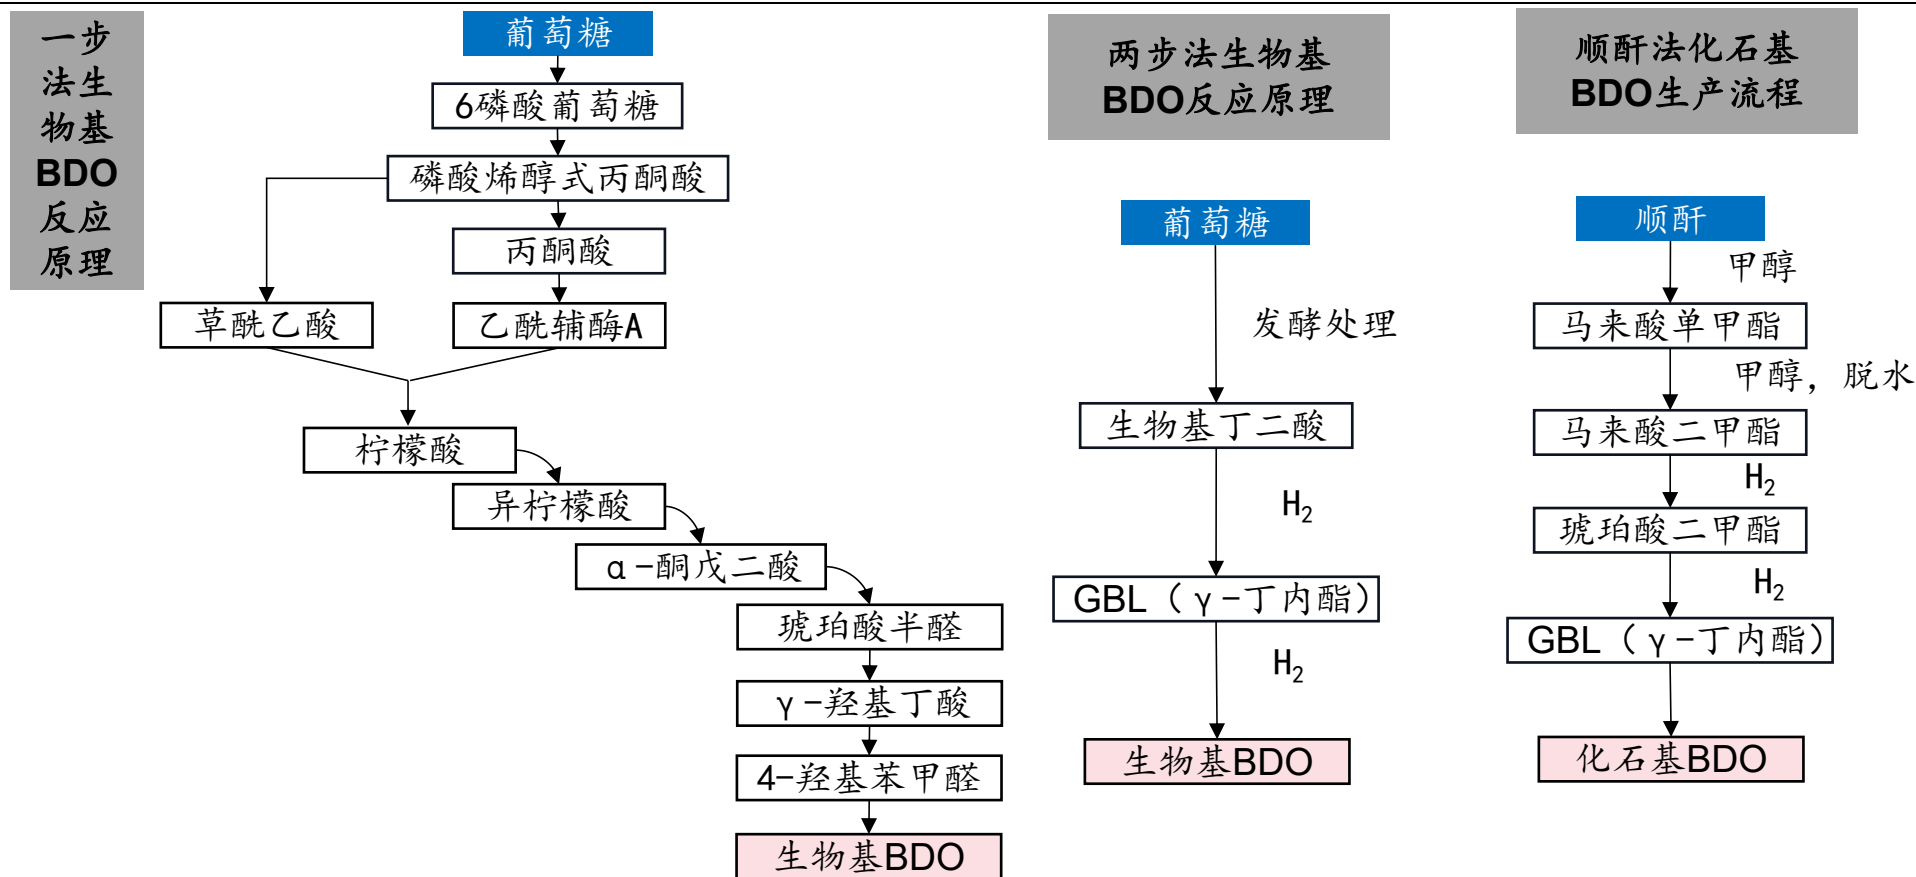 一步
法生
物基
BDO
反应
原理
葡萄糖
6磷酸葡萄糖
磷酸烯醇式丙酮酸
丙酮酸
草酰乙酸
乙酰辅酶A
柠檬酸
异柠檬酸
α-酮戊二酸
琥珀酸半醛
γ-羟基丁酸
4-羟基苯甲醛
生物基BDO
两步法生物基
BDO反应原理
葡萄糖
发酵处理
生物基丁二酸
H₂
GBL（γ-丁内酯）
H₂
生物基BDO
顺酐法化石基
BDO生产流程
顺酐
甲醇
马来酸单甲酯
甲醇，脱水
马来酸二甲酯
H₂
琥珀酸二甲酯
H₂
GBL（γ-丁内酯）
化石基BDO